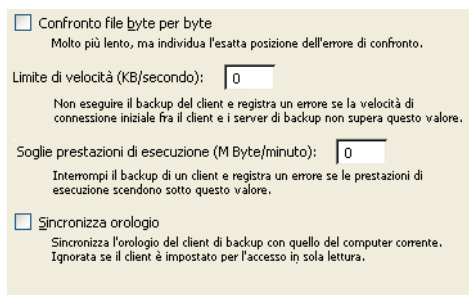 Confronto file byte per byte
Molto più lento, ma individua l'esatta posizione dell'errore di confronto.
Limite di velocità (KB/secondo): 0
Non eseguire il backup del client e registra un errore se la velocità di
connessione iniziale fra il client e i server di backup non supera questo valore.
Soglie prestazioni di esecuzione (M Byte/minuto): 0
Interrompi il backup di un client e registra un errore se le prestazioni di
esecuzione scendono sotto questo valore.
Sincronizza orologio
Sincronizza l'orologio del client di backup con quello del computer corrente.
Ignorata se il client è impostato per l'accesso in sola lettura.